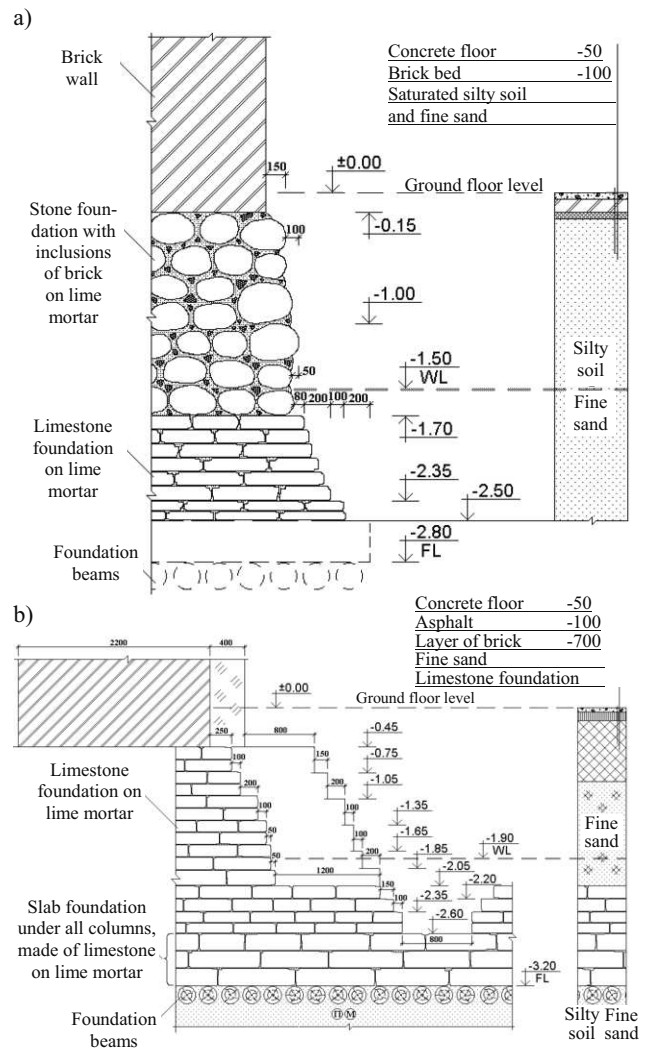 a)
Brick
wall
Concrete floor -50
Brick bed -100
Saturated silty soil
and fine sand
150
±0.00
Ground floor level
Stone foun-
dation with
inclusions
of brick
on lime
mortar
100
-0.15
-1.00
50
-1.50
WL
Silty
soil
Fine
sand
80 200 100 200
-1.70
Limestone
foundation
on lime
mortar
-2.35
-2.50
-2.80
FL
Foundation
beams
b)
Concrete floor -50
Asphalt -100
Layer of brick -700
Fine sand
Limestone foundation
2200 400
±0.00
Ground floor level
250 800
-0.45
100 150
-0.75
Limestone
foundation on
lime mortar
200 200
-1.05
100
-1.35
50 100
-1.65
-1.90
WL
Fine
sand
50 200
-1.85
1200
-2.05
150
-2.20
100
-2.35
-2.60
800
Slab foundation
under all columns,
made of limestone
on lime mortar
-3.20
FL
Foundation
beams
П М
Silty Fine
soil sand